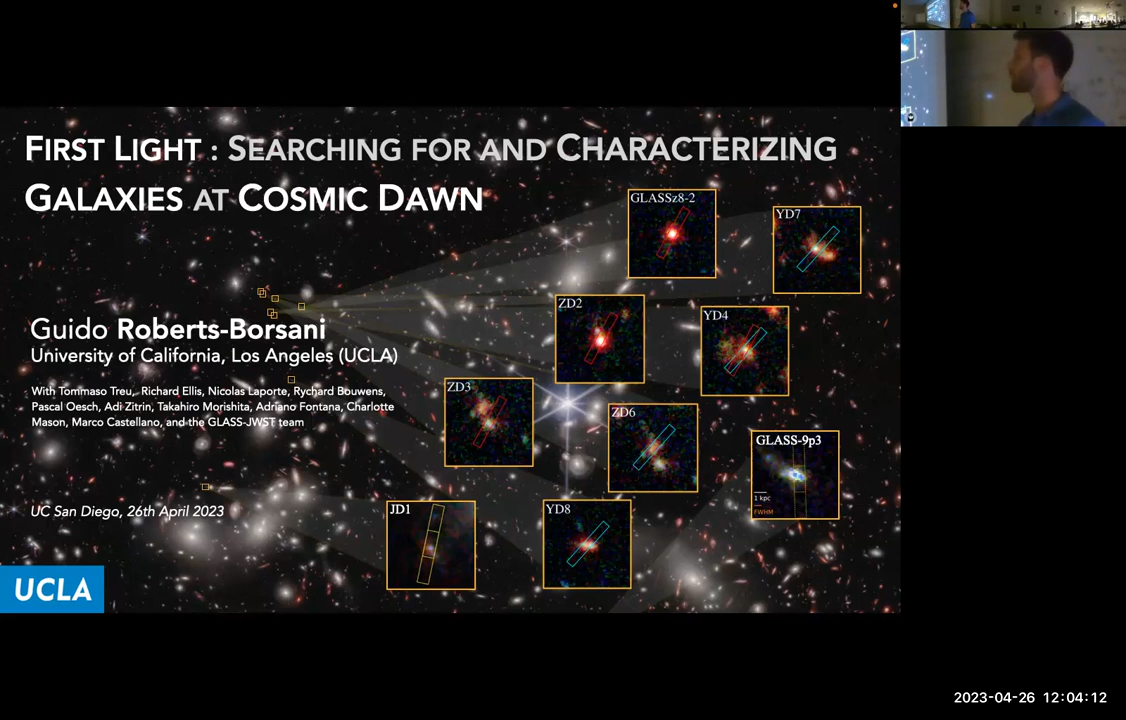 FIRST LIGHT : SEARCHING FOR AND CHARACTERIZING
GALAXIES AT COSMIC DAWN
GLASSz8-2
YD7
ZD2
YD4
Guido Roberts-Borsani
University of California, Los Angeles (UCLA)
With Tommaso Treu, Richard Ellis, Nicolas Laporte, Rychard Bouwens,
Pascal Oesch, Adi Zitrin, Takahiro Morishita, Adriano Fontana, Charlotte
Mason, Marco Castellano, and the GLASS-JWST team
ZD3
ZD6
GLASS-9p3
1 kpc
FWHM
UC San Diego, 26th April 2023
JD1
YD8
UCLA
2023-04-26 12:04:12